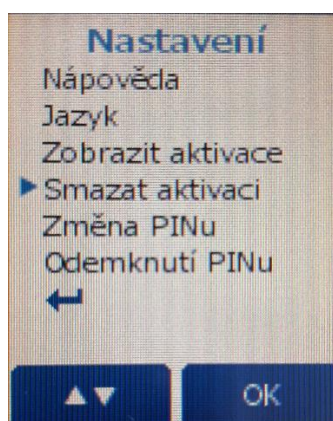 Nastavení
Nápověda
Jazyk
Zobrazit aktivace
Smazat aktivaci
Změna PINu
Odemknutí PINu
OK